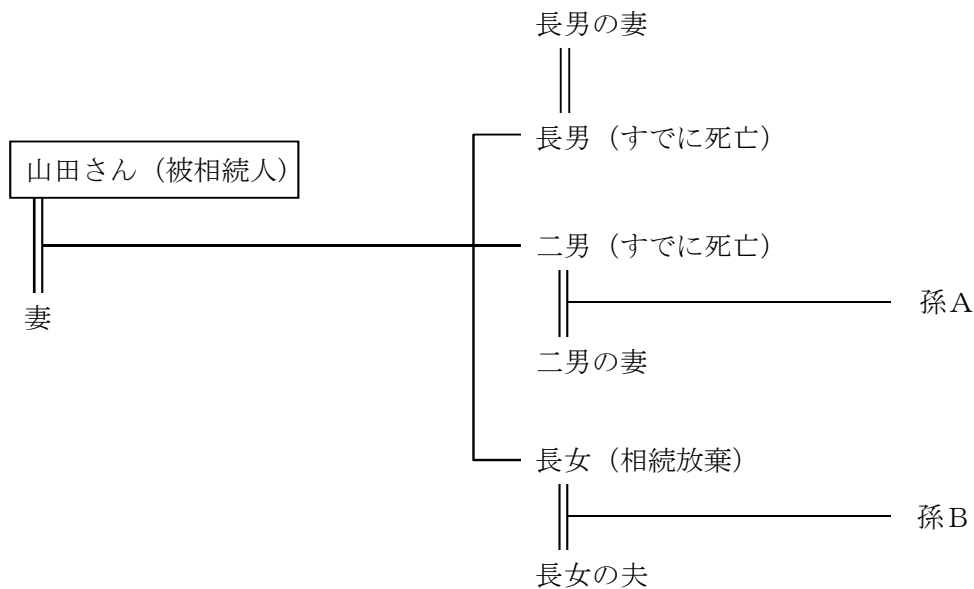 長男の妻
長男（すでに死亡）
山田さん（被相続人）
二男（すでに死亡）
孫Ａ
妻
二男の妻
長女（相続放棄）
孫Ｂ
長女の夫